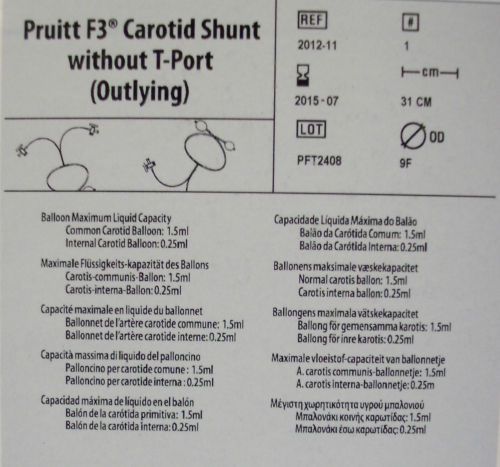 Pruitt F3® Carotid Shunt
without T-Port
(Outlying)
REF
2012-11
#
1
2015-07
cm
31 CM
LOT
PFT2408
OD
9F
Balloon Maximum Liquid Capacity
Common Carotid Balloon: 1.5ml
Internal Carotid Balloon: 0.25ml
Maximale Flüssigkeits-kapazität des Ballons
Carotis-communis-Ballon: 1.5ml
Carotis-interna-Ballon: 0.25ml
Capacité maximale en liquide du ballonnet
Ballonnet de l'artère carotide commune: 1.5ml
Ballonnet de l'artère carotide interne: 0.25ml
Capacità massima di liquido del palloncino
Palloncino per carotide comune : 1.5ml
Palloncino per carotide interna : 0.25ml
Capacidad máxima de líquido en el balón
Balón de la carótida primitiva: 1.5ml
Balón de la carótida interna: 0.25ml
Capacidade Líquida Máxima do Balão
Balão da Carótida Comum: 1.5ml
Balão da Carótida Interna: 0.25ml
Ballonens maksimale væskekapacitet
Normal carotis ballon: 1.5ml
Carotis interna ballon: 0.25ml
Ballongens maximala vätskekapacitet
Ballong för gemensamma karotis: 1.5ml
Ballong för inre karotis: 0.25ml
Maximale vloeistof-capaciteit van ballonnetje
A. carotis communis-ballonnetje: 1.5ml
A. carotis interna-ballonnetje: 0.25m
Μέγιστη χωρητικότητα υγρού μπαλονιού
Μπαλονάκι κοινής καρωτίδας: 1.5ml
Μπαλονάκι έσω καρωτίδας: 0.25ml